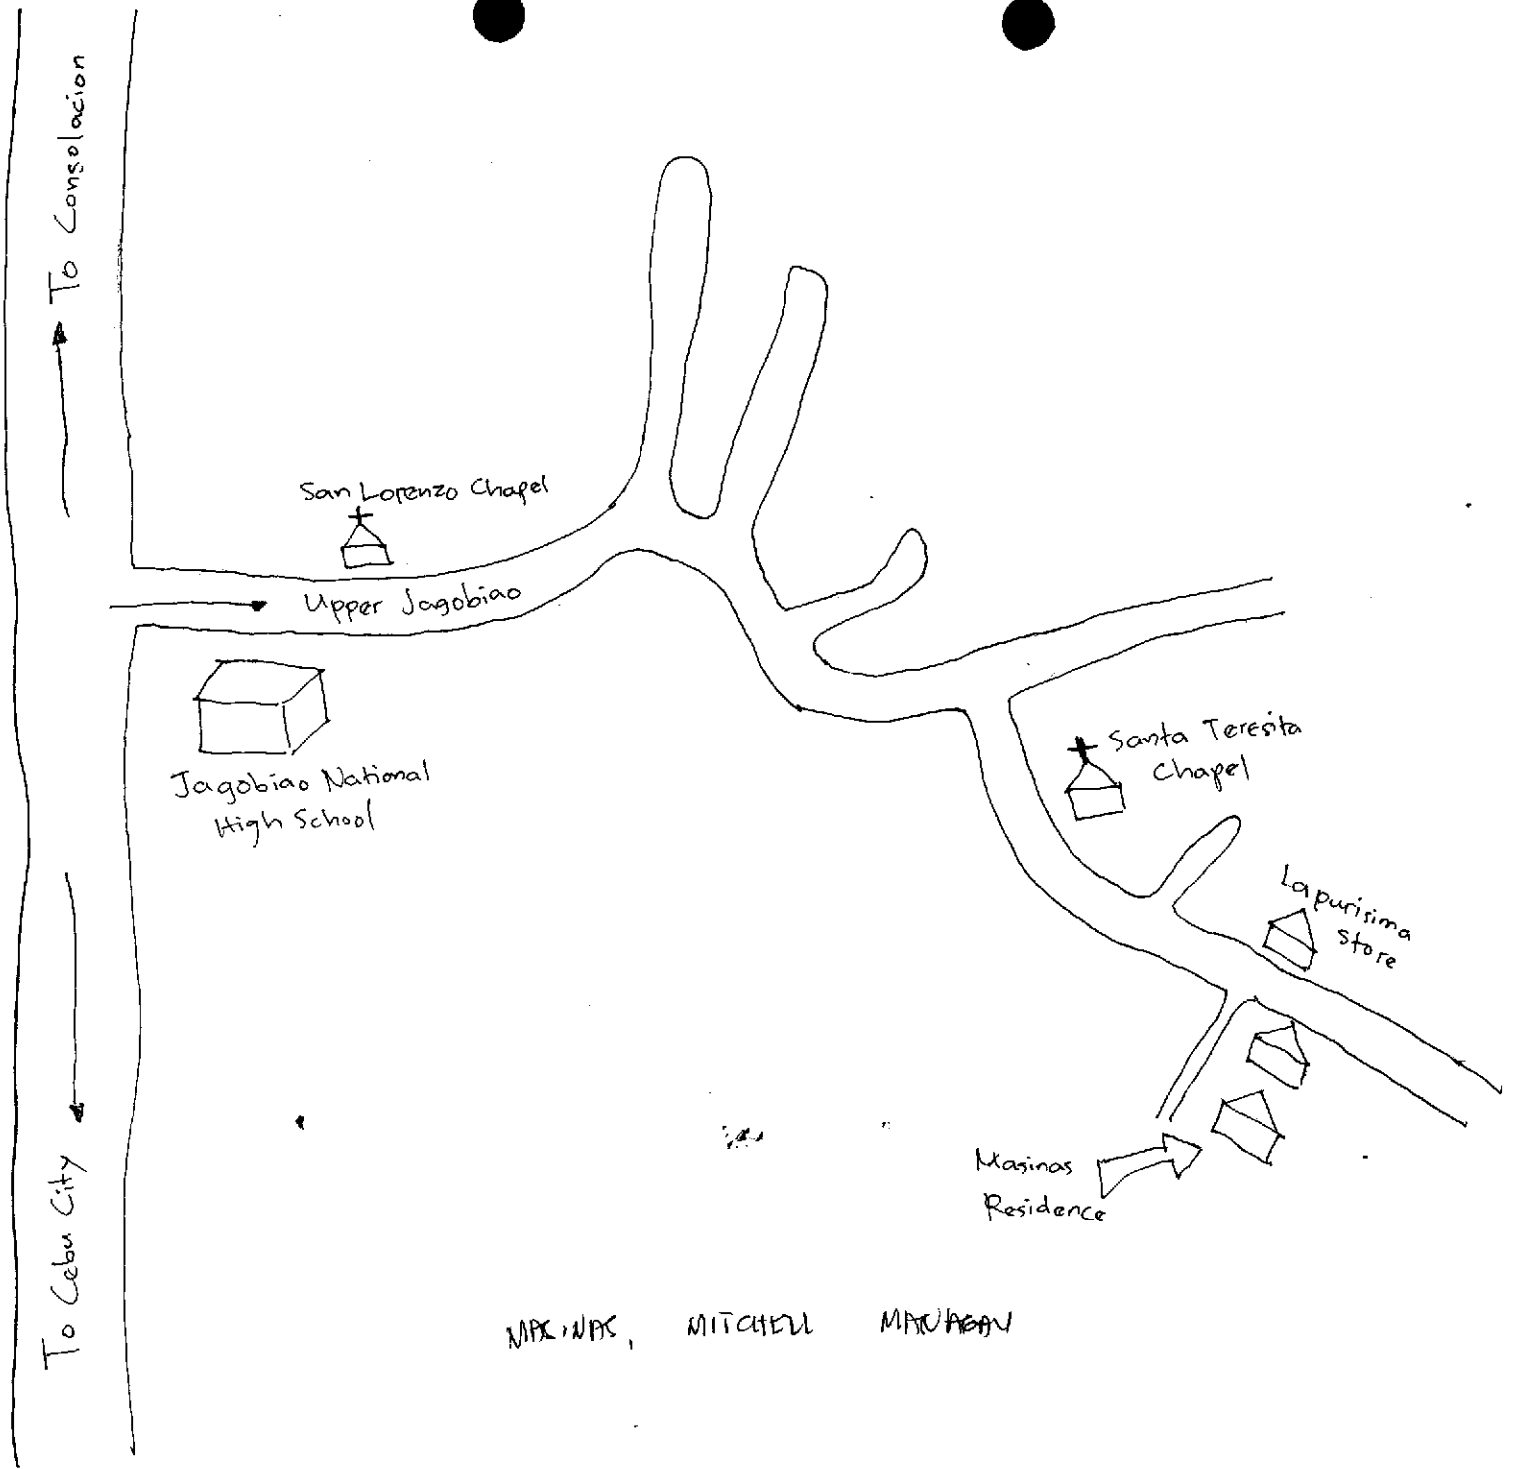 To Consolacion
San Lorenzo Chapel
Upper Jagobiao
Jagobiao National
High School
Santa Teresita
Chapel
Lapurisima
Store
Masinas
Residence
To Cebu City
MASINAS, MITCHELL MANAGAY